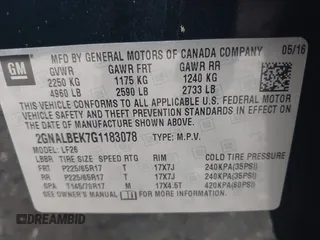 GM
MFD BY GENERAL MOTORS OF CANADA COMPANY
05/16
GVWR GAWR FRT GAWR RR
2250 KG 1175 KG 1240 KG
4960 LB 2590 LB 2733 LB
THIS VEHICLE CONFORMS TO ALL APPLICABLE
U.S. FEDERAL MOTOR VEHICLE SAFETY, BUMPER,
AND THEFT PREVENTION STANDARDS IN EFFECT
ON THE DATE OF MANUFACTURE SHOWN ABOVE.
2GNALBEK7G1183078 TYPE: M.P.V.
MODEL: LF26
TIRE SIZE SPEED RTG RIM COLD TIRE PRESSURE
FRT P225/65R17 T 17X7J 240KPA(35PSI)
RR P225/65R17 T 17X7J 240KPA(35PSI)
SPA T145/70R17 M 17X4.5T 420KPA(60PSI)
DREAMBID